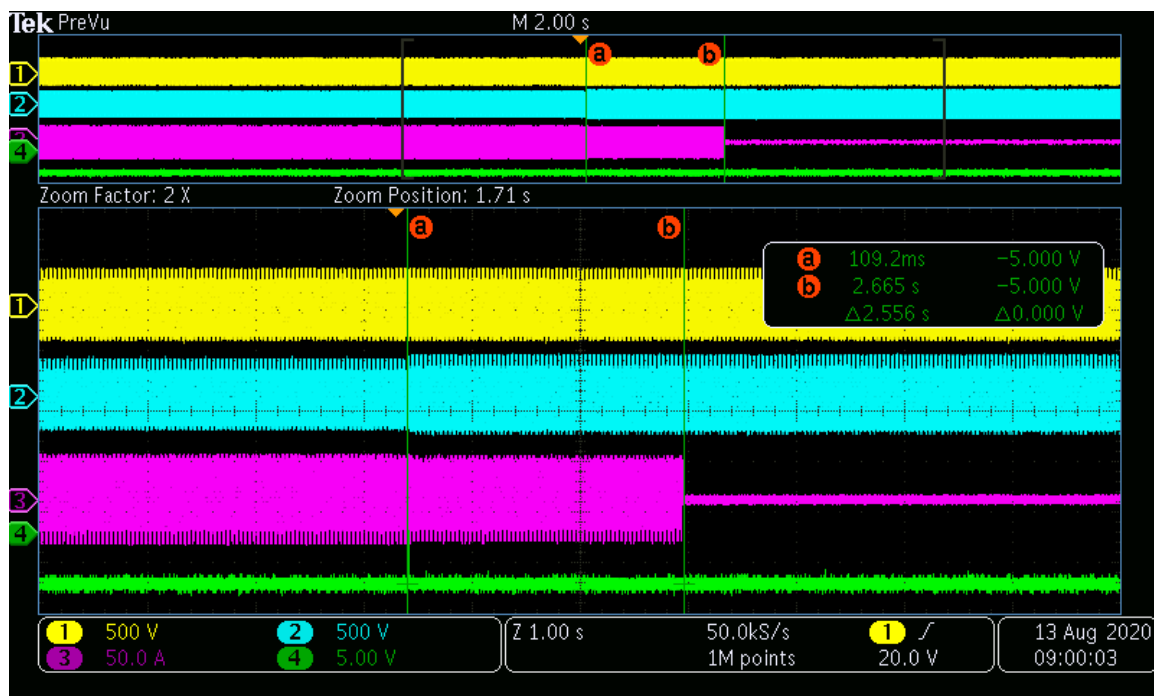 Tek PreVu M 2.00 s
a b
1
2
3
4
Zoom Factor: 2 X Zoom Position: 1.71 s
a b
a 109.2ms -5.000 V
b 2.665 s -5.000 V
△2.556 s △0.000 V
1
2
3
4
1 500 V 2 500 V Z 1.00 s 50.0kS/s 1 13 Aug 2020
3 50.0 A 4 5.00 V 1M points 20.0 V 09:00:03